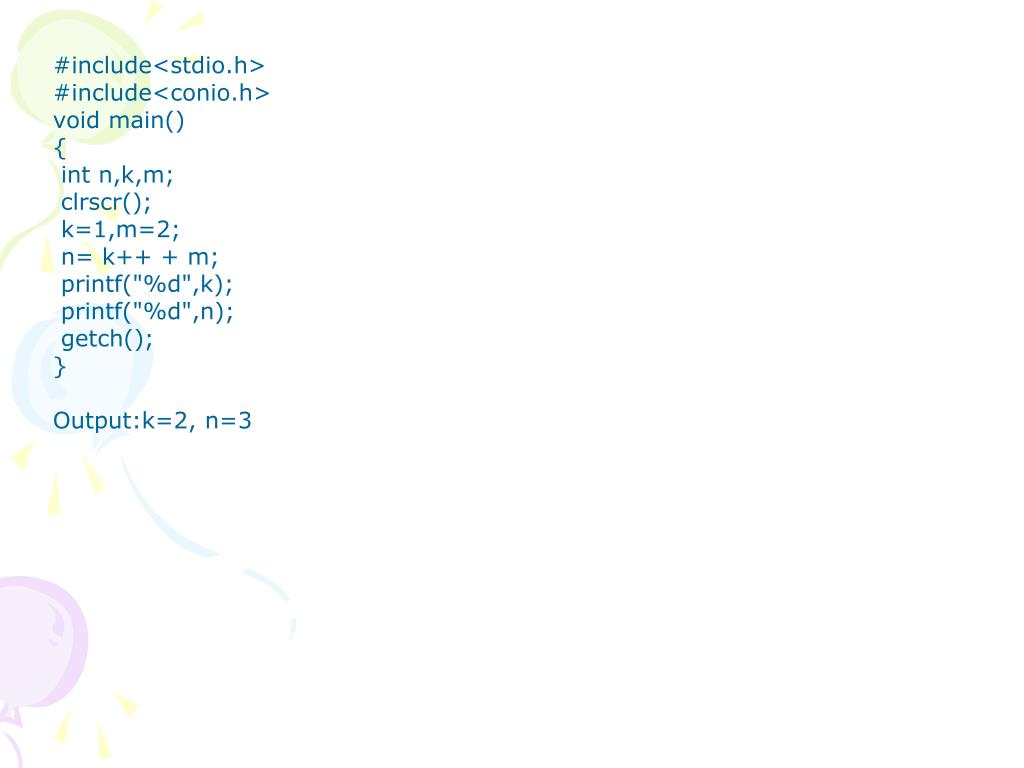 #include<stdio.h>
#include<conio.h>
void main()
{
int n,k,m;
clrscr();
k=1,m=2;
n= k++ + m;
printf("%d",k);
printf("%d",n);
getch();
}
Output:k=2, n=3